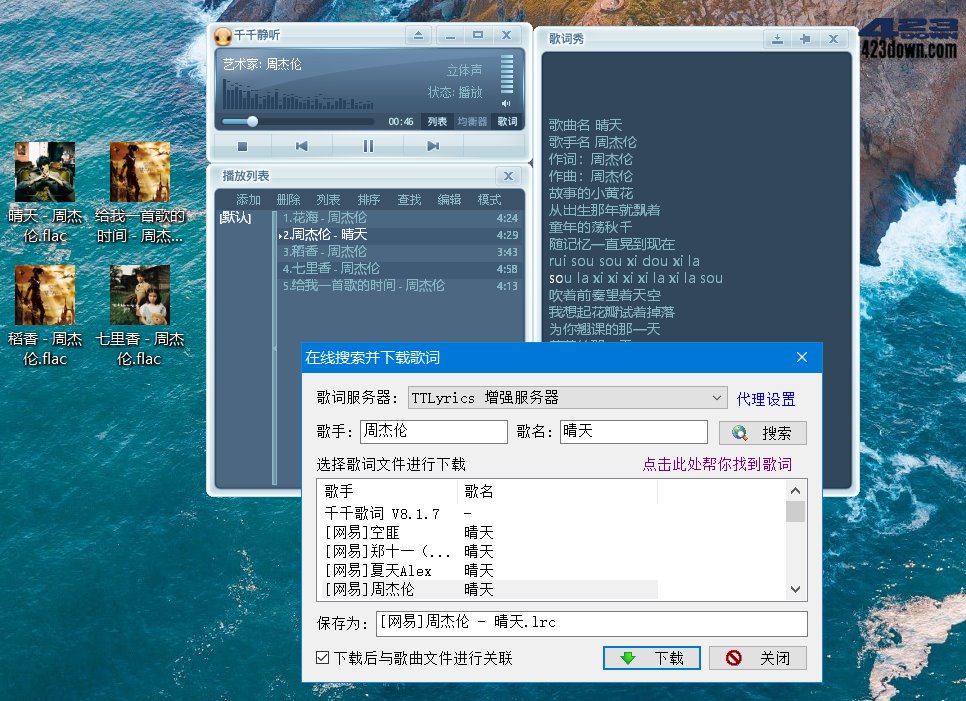 晴天 - 周杰
伦.flac
给我一首歌的
时间 - 周杰...
稻香 - 周杰
伦.flac
七里香 - 周杰
伦.flac
千千静听
艺术家: 周杰伦
立体声
状态: 播放
00:46
列表
均衡器
歌词
播放列表
添加 删除 列表 排序 查找 编辑 模式
[默认]
1.花海 - 周杰伦 4:24
2.周杰伦 - 晴天 4:29
3.稻香 - 周杰伦 3:43
4.七里香 - 周杰伦 4:58
5.给我一首歌的时间 - 周杰伦 4:13
歌词秀
423
423down.com
歌曲名 晴天
歌手名 周杰伦
作词：周杰伦
作曲：周杰伦
故事的小黄花
从出生那年就飘着
童年的荡秋千
随记忆一直晃到现在
rui sou sou xi dou xi la
sou la xi xi xi xi la xi la sou
吹着前奏望着天空
我想起花瓣试着掉落
为你翘课的那一天
在线搜索并下载歌词
歌词服务器: TTLyrics 增强服务器 代理设置
歌手: 周杰伦 歌名: 晴天 搜索
选择歌词文件进行下载 点击此处帮你找到歌词
歌手 歌名
千千歌词 V8.1.7 -
[网易]空匪 晴天
[网易]郑十一（... 晴天
[网易]夏天Alex 晴天
[网易]周杰伦 晴天
保存为: [网易]周杰伦 - 晴天.lrc
下载后与歌曲文件进行关联 下载 关闭